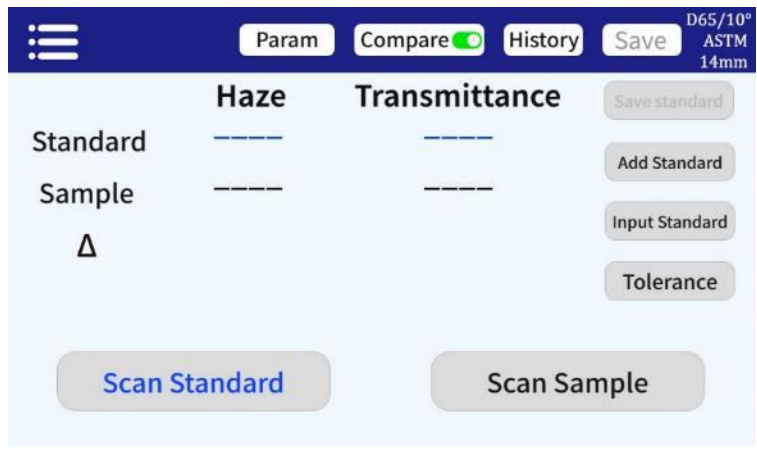 Param Compare History Save D65/10°
ASTM
14mm
Haze Transmittance Save standard
Standard ---- ----
Add Standard
Sample ---- ----
Input Standard
Δ
Tolerance
Scan Standard Scan Sample